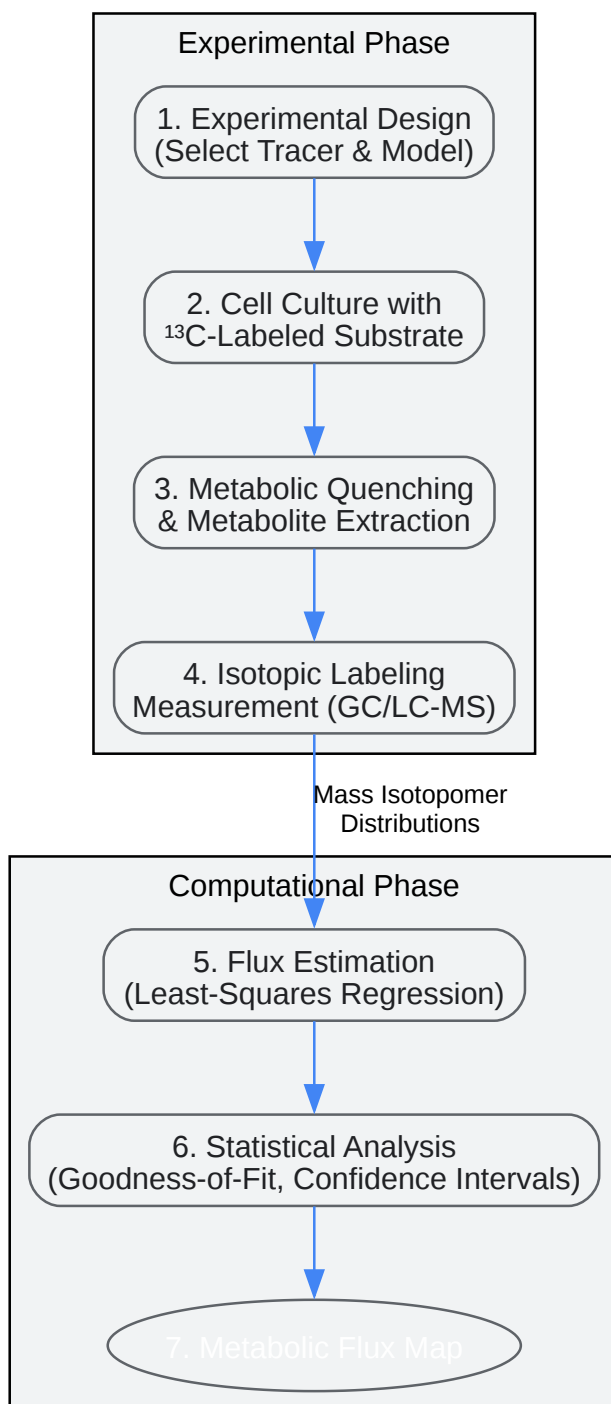 Experimental Phase
1. Experimental Design
(Select Tracer & Model)
2. Cell Culture with
¹³C-Labeled Substrate
3. Metabolic Quenching
& Metabolite Extraction
4. Isotopic Labeling
Measurement (GC/LC-MS)
Mass Isotopomer
Distributions
Computational Phase
5. Flux Estimation
(Least-Squares Regression)
6. Statistical Analysis
(Goodness-of-Fit, Confidence Intervals)
7. Metabolic Flux Map